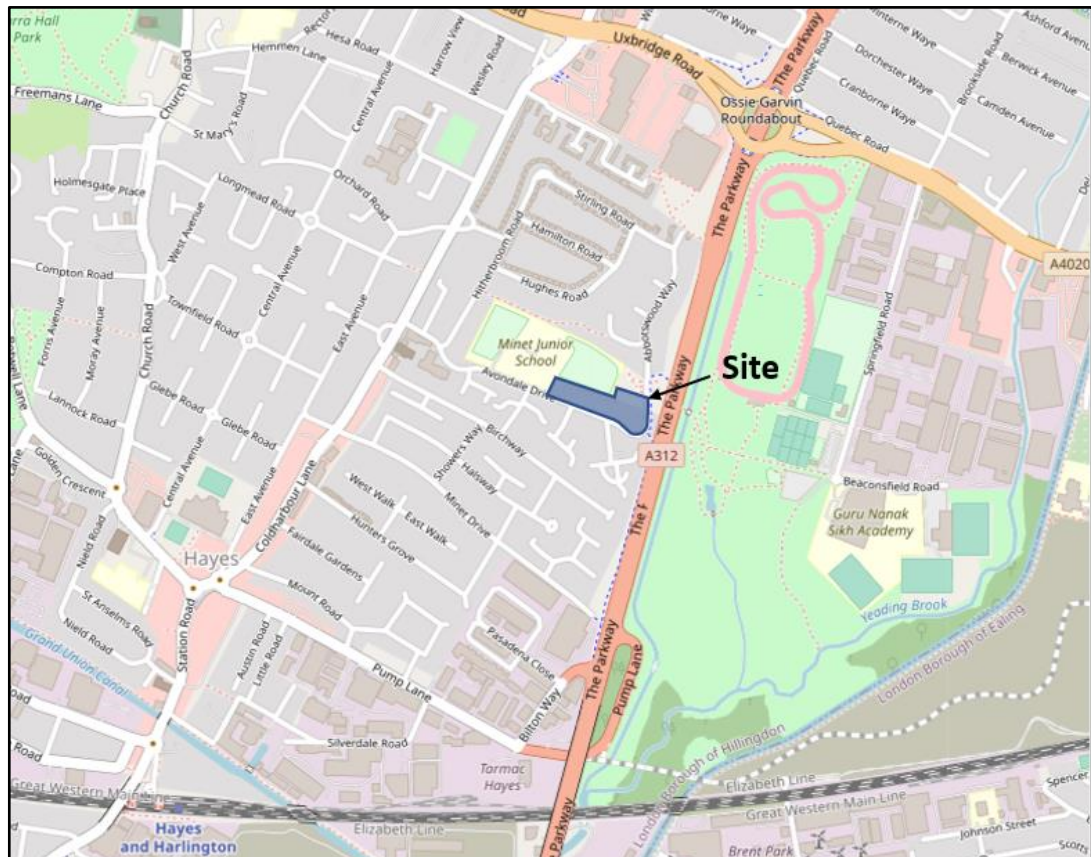 Hall
Park
Hemmen Lane
Hesa Road
Harrow View
Wesley Road
Central Avenue
Church Road
Freemans Lane
St Mary's Road
Uxbridge Road
The Parkway
Quebec Road
Ossie Garvin
Roundabout
Quebec Road
Dorchester Waye
Cranborne Waye
Brookside Road
Camden Avenue
Berwick Avenue
Ashford Avenue
Holmesgate Place
Longmead Road
Orchard Road
West Avenue
Stirling Road
Hamilton Road
Hughes Road
Hitherbroom Road
The Parkway
A4020
Compton Road
Townfield Road
Central Avenue
East Avenue
Forris Avenue
Moray Avenue
Church Road
Minet Junior
School
Abbotswood Way
Springfield Road
Site
Avondale Drive
The Parkway
Lannock Road
Glebe Road
Glebe Road
Showers Way
Birchway
Halsway
Minet Drive
A312
Golden Crescent
Central Avenue
East Avenue
Coldharbour Lane
West Walk
East Walk
Hunters Grove
Fairdale Gardens
Beaconsfield Road
Guru Nanak
Sikh Academy
Nield Road
Hayes
Mount Road
Yeading Brook
St Anselms Road
Nield Road
Grand Union Canal
Station Road
Austin Road
Little Road
Pump Lane
Pasadena Close
Bilton Way
The Parkway
Pump Lane
London Borough of Ealing
London Borough of Hillingdon
Silverdale Road
Tarmac
Hayes
Great Western Main Line
Elizabeth Line
Elizabeth Line
Great Western Main Line
Hayes
and Harlington
Parkway
Brent Park
Johnson Street
Spencer